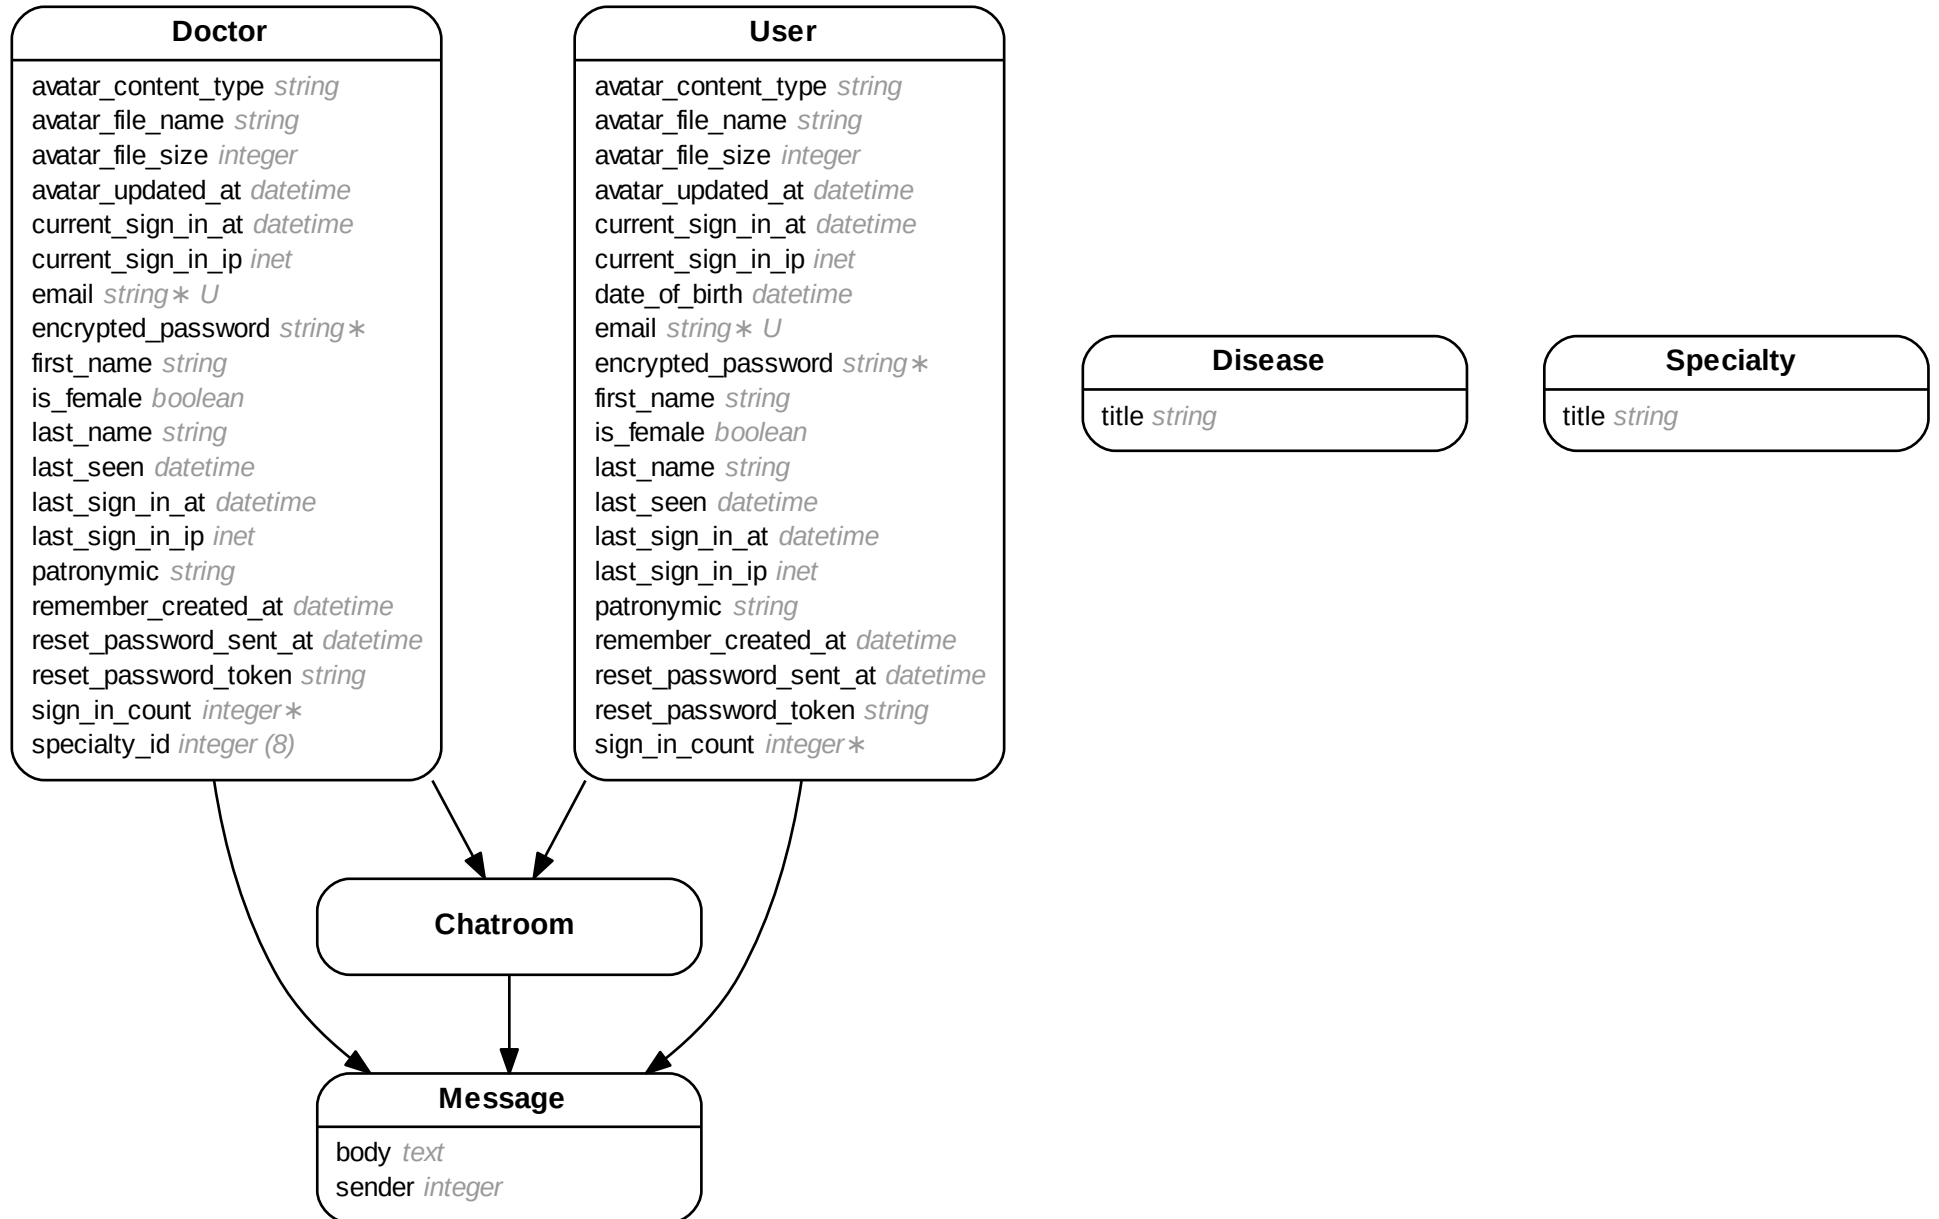 Doctor
avatar_content_type string
avatar_file_name string
avatar_file_size integer
avatar_updated_at datetime
current_sign_in_at datetime
current_sign_in_ip inet
email string∗ U
encrypted_password string∗
first_name string
is_female boolean
last_name string
last_seen datetime
last_sign_in_at datetime
last_sign_in_ip inet
patronymic string
remember_created_at datetime
reset_password_sent_at datetime
reset_password_token string
sign_in_count integer∗
specialty_id integer (8)
User
avatar_content_type string
avatar_file_name string
avatar_file_size integer
avatar_updated_at datetime
current_sign_in_at datetime
current_sign_in_ip inet
date_of_birth datetime
email string∗ U
encrypted_password string∗
first_name string
is_female boolean
last_name string
last_seen datetime
last_sign_in_at datetime
last_sign_in_ip inet
patronymic string
remember_created_at datetime
reset_password_sent_at datetime
reset_password_token string
sign_in_count integer∗
Disease
title string
Specialty
title string
Chatroom
Message
body text
sender integer